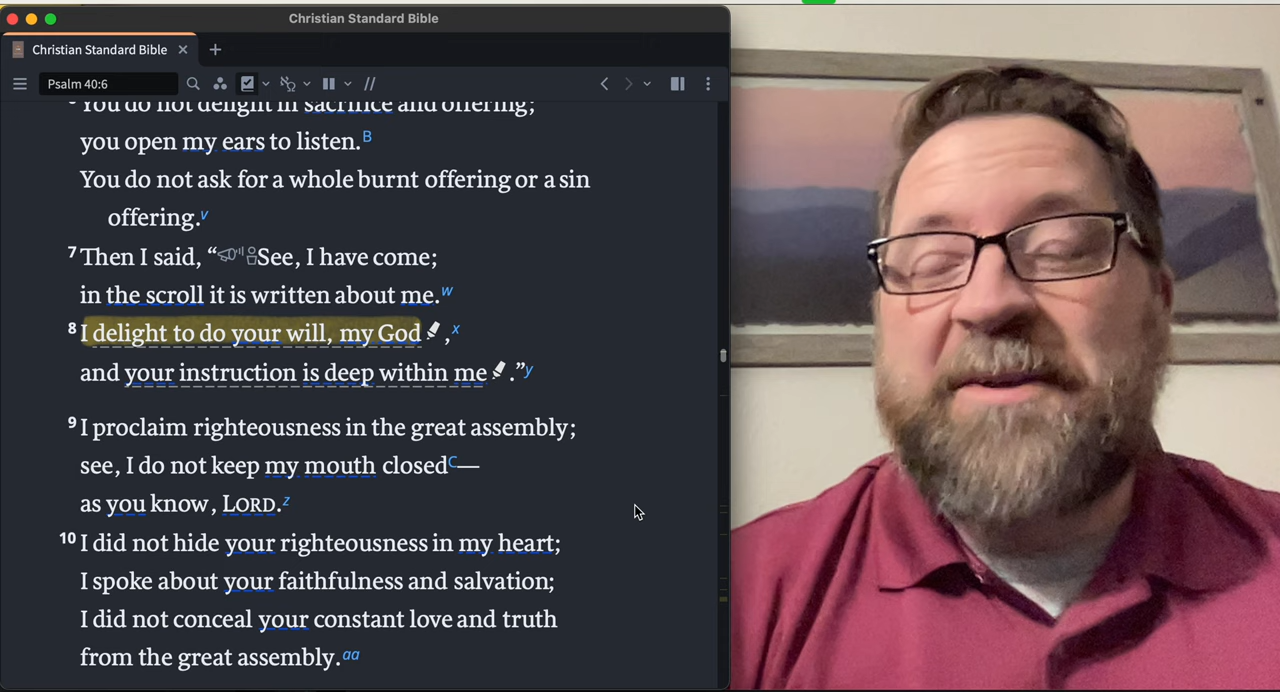 Christian Standard Bible
Christian Standard Bible
Psalm 40:6
You do not delight in sacrifice and offering;
you open my ears to listen.B
You do not ask for a whole burnt offering or a sin
offering.v
7 Then I said, “See, I have come;
in the scroll it is written about me.w
8 I delight to do your will, my God,x
and your instruction is deep within me.”y
9 I proclaim righteousness in the great assembly;
see, I do not keep my mouth closedC—
as you know, LORD.z
10 I did not hide your righteousness in my heart;
I spoke about your faithfulness and salvation;
I did not conceal your constant love and truth
from the great assembly.aa